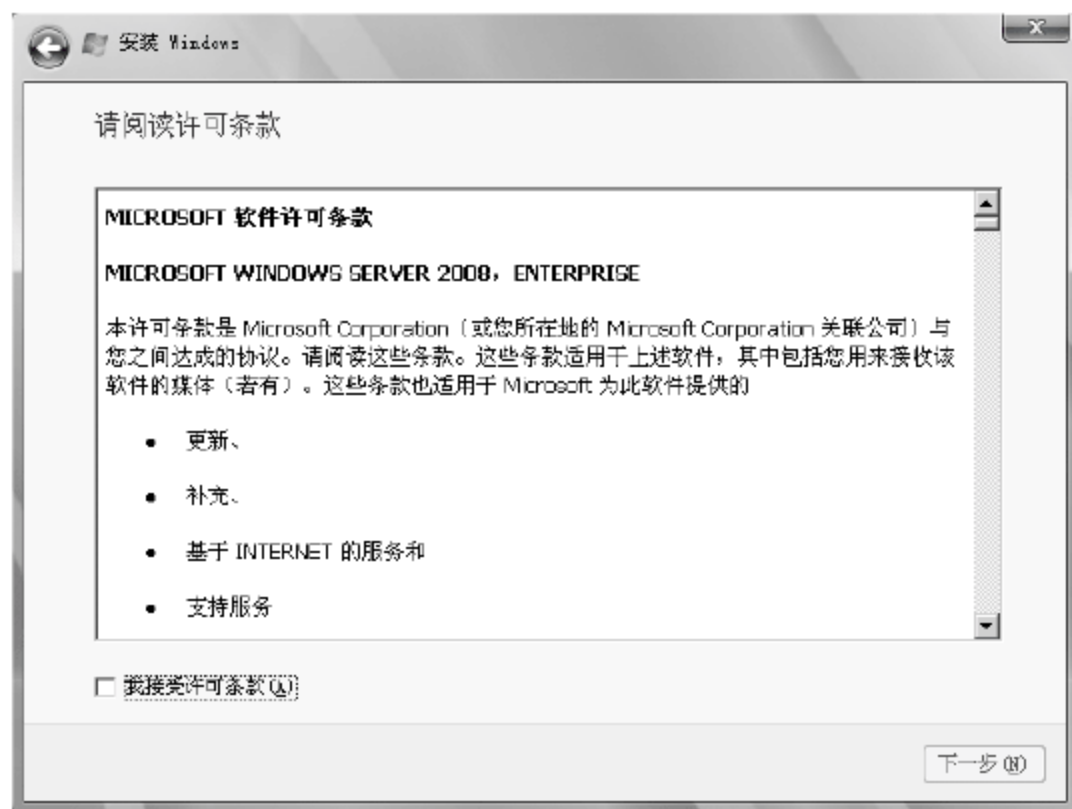 安装 Windows
请阅读许可条款
MICROSOFT 软件许可条款
MICROSOFT WINDOWS SERVER 2008，ENTERPRISE
本许可条款是 Microsoft Corporation（或您所在地的 Microsoft Corporation 关联公司）与
您之间达成的协议。请阅读这些条款。这些条款适用于上述软件，其中包括您用来接收该
软件的媒体（若有）。这些条款也适用于 Microsoft 为此软件提供的
• 更新、
• 补充、
• 基于 INTERNET 的服务和
• 支持服务
我接受许可条款(A)
下一步(N)